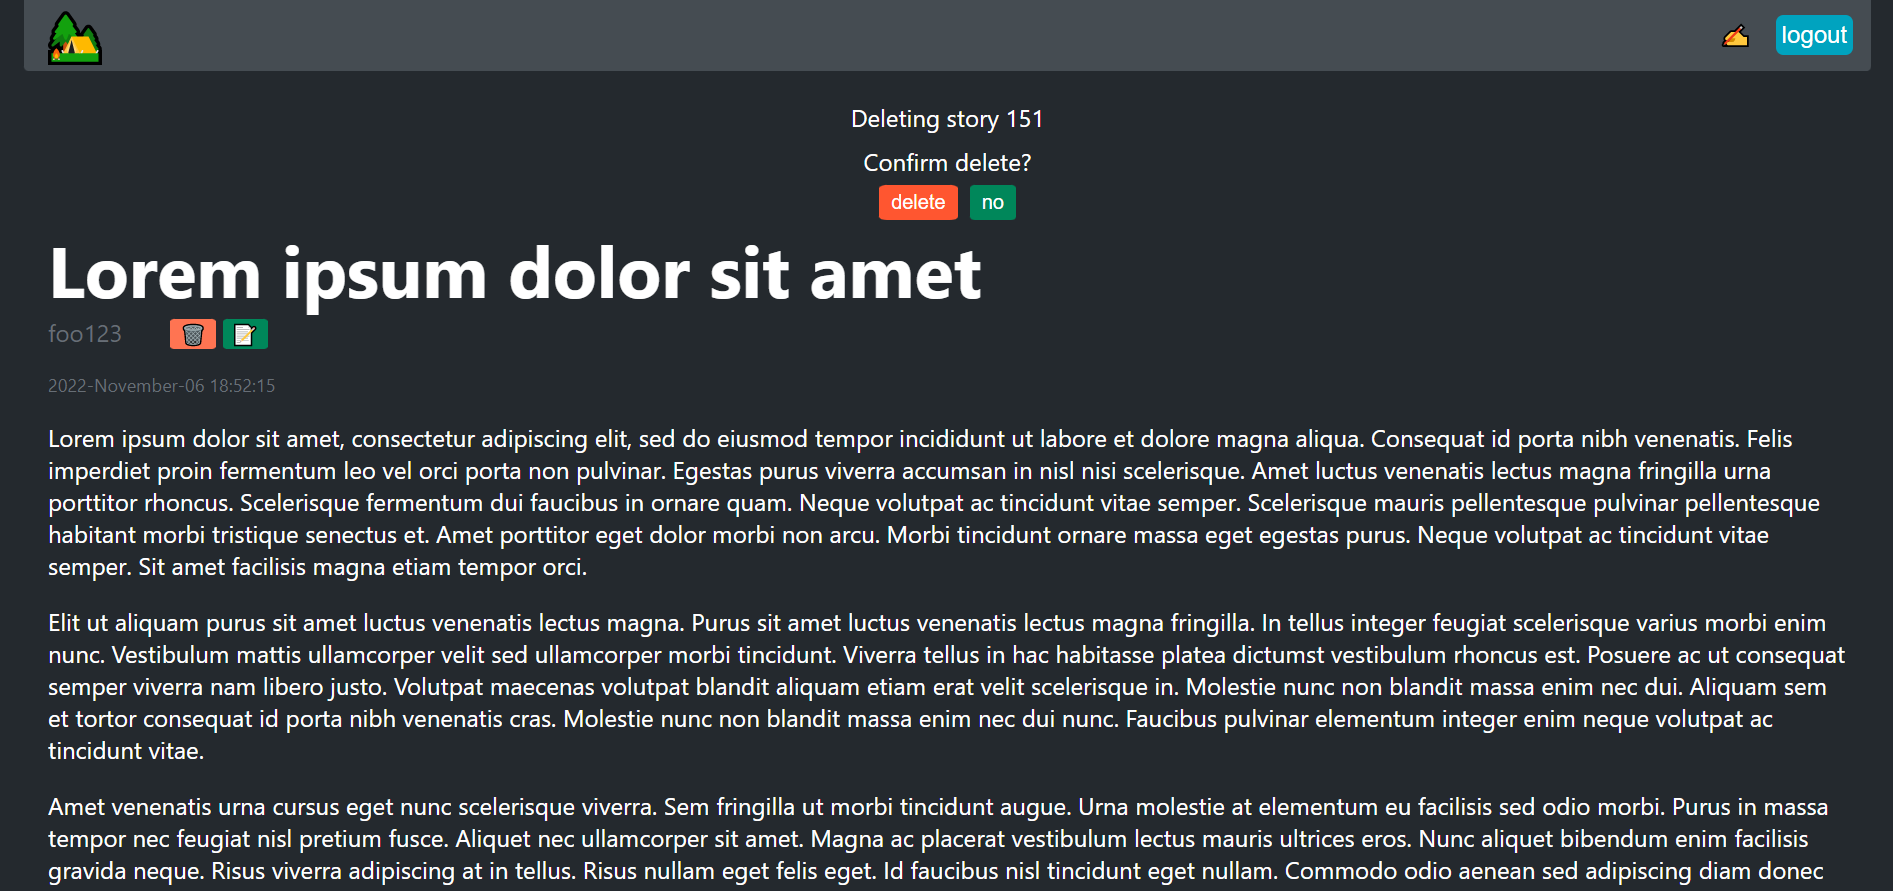 logout
Deleting story 151
Confirm delete?
delete no
Lorem ipsum dolor sit amet
foo123
2022-November-06 18:52:15
Lorem ipsum dolor sit amet, consectetur adipiscing elit, sed do eiusmod tempor incididunt ut labore et dolore magna aliqua. Consequat id porta nibh venenatis. Felis
imperdiet proin fermentum leo vel orci porta non pulvinar. Egestas purus viverra accumsan in nisl nisi scelerisque. Amet luctus venenatis lectus magna fringilla urna
porttitor rhoncus. Scelerisque fermentum dui faucibus in ornare quam. Neque volutpat ac tincidunt vitae semper. Scelerisque mauris pellentesque pulvinar pellentesque
habitant morbi tristique senectus et. Amet porttitor eget dolor morbi non arcu. Morbi tincidunt ornare massa eget egestas purus. Neque volutpat ac tincidunt vitae
semper. Sit amet facilisis magna etiam tempor orci.
Elit ut aliquam purus sit amet luctus venenatis lectus magna. Purus sit amet luctus venenatis lectus magna fringilla. In tellus integer feugiat scelerisque varius morbi enim
nunc. Vestibulum mattis ullamcorper velit sed ullamcorper morbi tincidunt. Viverra tellus in hac habitasse platea dictumst vestibulum rhoncus est. Posuere ac ut consequat
semper viverra nam libero justo. Volutpat maecenas volutpat blandit aliquam etiam erat velit scelerisque in. Molestie nunc non blandit massa enim nec dui. Aliquam sem
et tortor consequat id porta nibh venenatis cras. Molestie nunc non blandit massa enim nec dui nunc. Faucibus pulvinar elementum integer enim neque volutpat ac
tincidunt vitae.
Amet venenatis urna cursus eget nunc scelerisque viverra. Sem fringilla ut morbi tincidunt augue. Urna molestie at elementum eu facilisis sed odio morbi. Purus in massa
tempor nec feugiat nisl pretium fusce. Aliquet nec ullamcorper sit amet. Magna ac placerat vestibulum lectus mauris ultrices eros. Nunc aliquet bibendum enim facilisis
gravida neque. Risus viverra adipiscing at in tellus. Risus nullam eget felis eget. Id faucibus nisl tincidunt eget nullam. Commodo odio aenean sed adipiscing diam donec